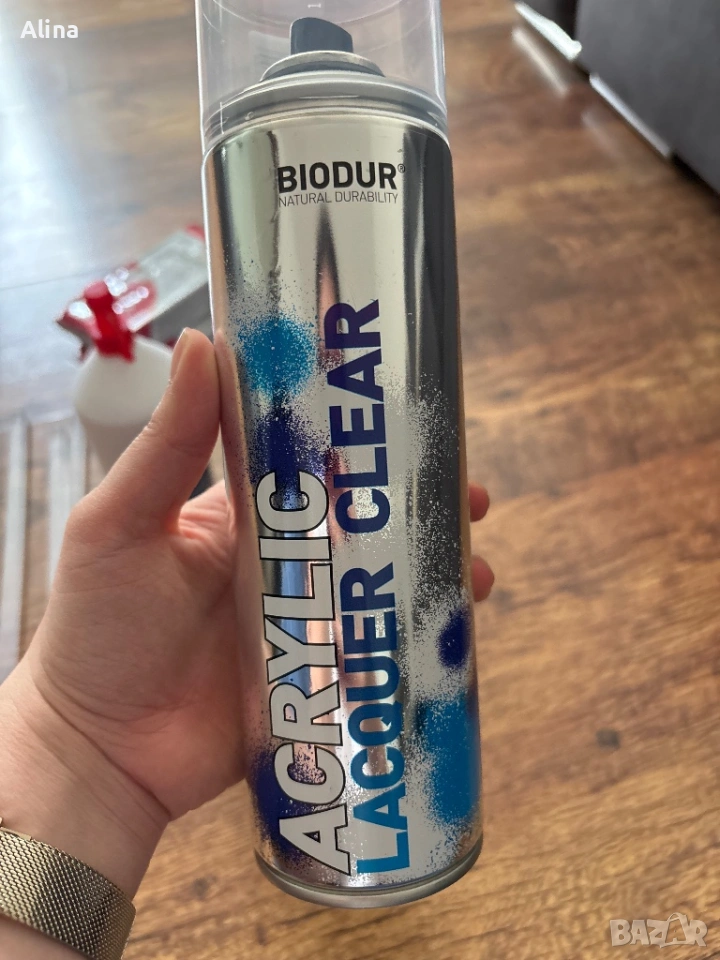 Alina
BIODUR®
NATURAL DURABILITY
ACRYLIC
LACQUER CLEAR
BAZAR